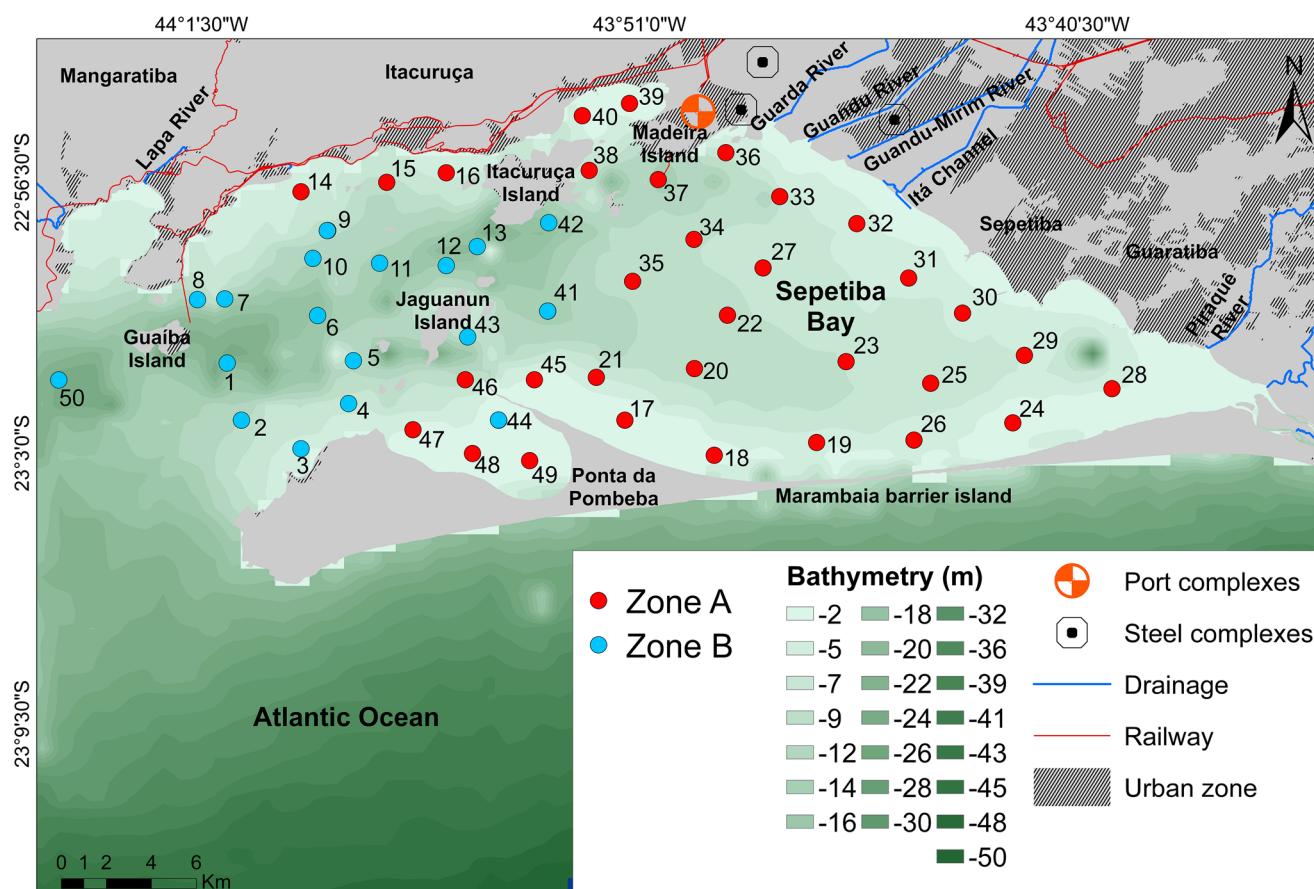 44°1'30"W
43°51'0"W
43°40'30"W
22°56'30"S
23°3'0"S
23°9'30"S
N
Mangaratiba
Itacuruça
Lapa River
Guarda River
Guandu River
Guandu-Mirim River
Itá Channel
Madeira
Island
Itacuruça
Island
Sepetiba
Guaratiba
Piraquê
River
Jaguanun
Island
Guaíba
Island
Sepetiba
Bay
Ponta da
Pombeba
Marambaia barrier island
Atlantic Ocean
39
40
36
38
37
15
16
14
33
9
42
32
13
34
12
10
11
27
31
35
8
7
41
30
6
22
43
29
5
23
1
21
20
45
46
25
28
50
4
2
44
17
24
26
47
19
18
3
48
49
Zone A
Zone B
Bathymetry (m)
-2
-5
-7
-9
-12
-14
-16
-18
-20
-22
-24
-26
-28
-30
-32
-36
-39
-41
-43
-45
-48
-50
Port complexes
Steel complexes
Drainage
Railway
Urban zone
0 1 2 4 6
Km